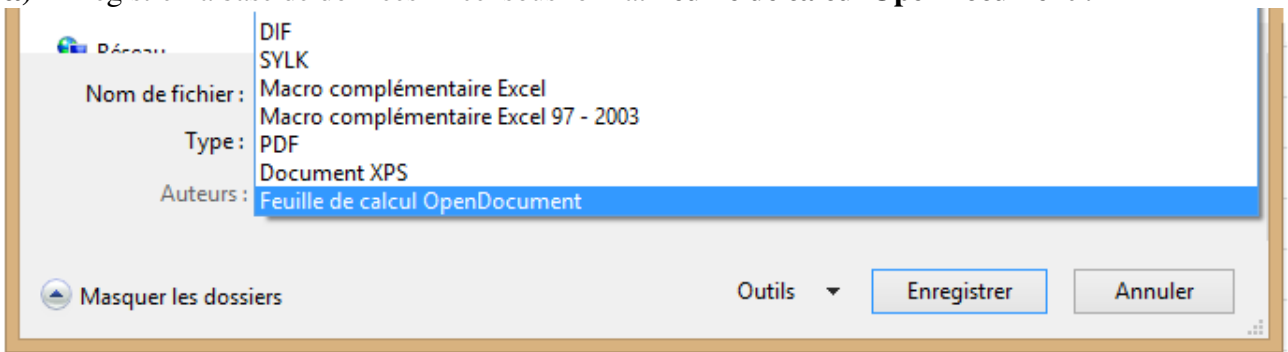 DIF
Réseau
SYLK
Nom de fichier :
Macro complémentaire Excel
Macro complémentaire Excel 97 - 2003
Type :
PDF
Document XPS
Auteurs :
Feuille de calcul OpenDocument
Masquer les dossiers
Outils
Enregistrer
Annuler